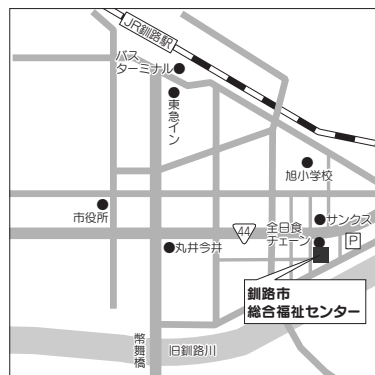 JR釧路駅
バス
ターミナル
東急イン
旭小学校
市役所
サンクス
全日食
チェーン
P
44
丸井今井
釧路市
総合福祉センター
幣舞橋
旧釧路川